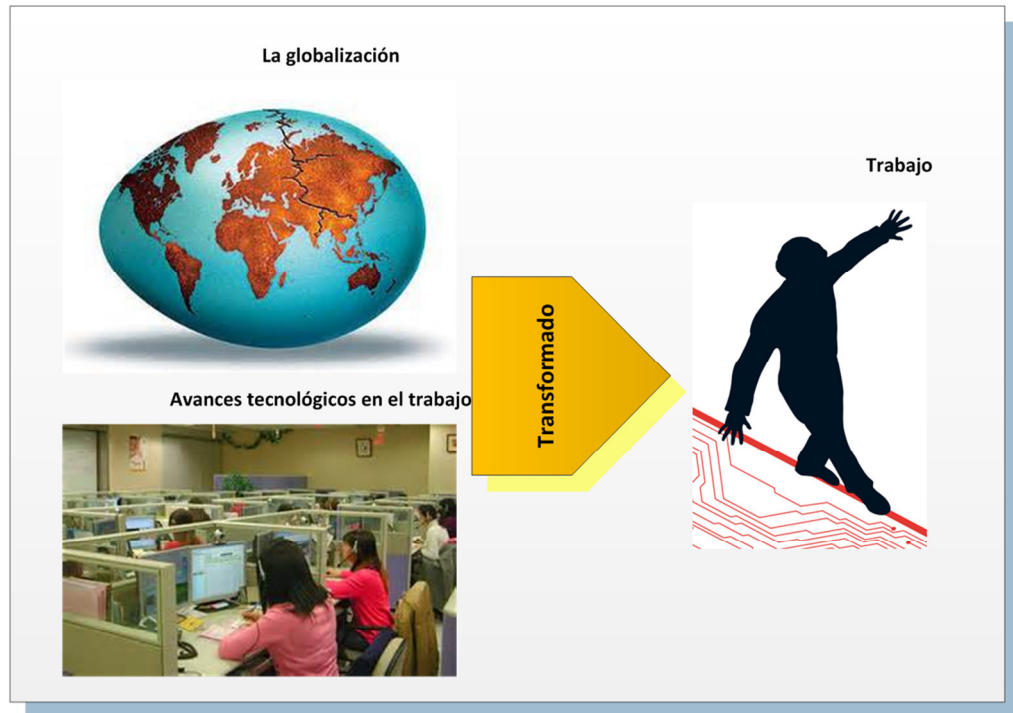 La globalización
Trabajo
Avances tecnológicos en el trabajo
Transformado